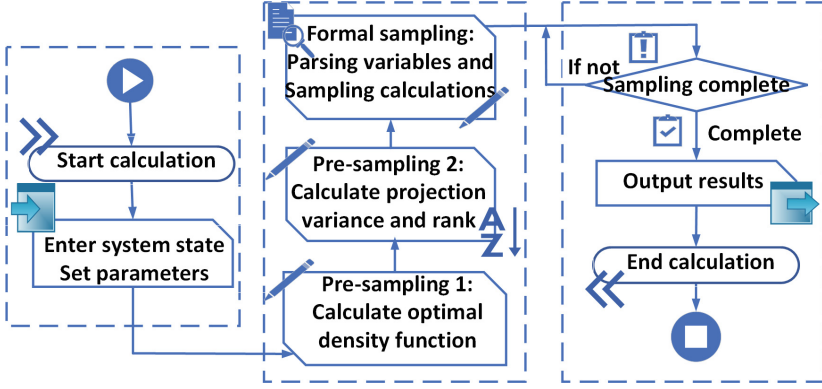 Start calculation
Enter system state
Set parameters
Pre-sampling 1:
Calculate optimal
density function
Pre-sampling 2:
Calculate projection
variance and rank
A
Z
Formal sampling:
Parsing variables and
Sampling calculations
If not
Sampling complete
Complete
Output results
End calculation